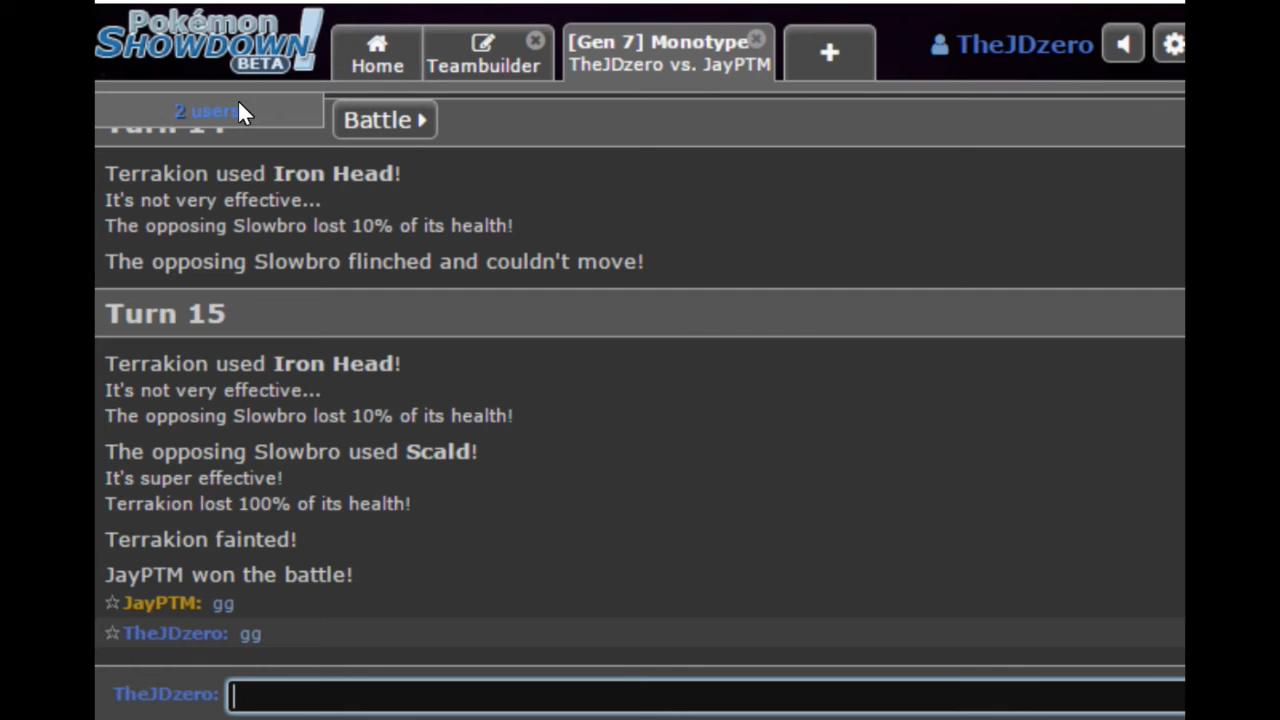 Pokémon
SHOWDOWN!
BETA
Home
Teambuilder
[Gen 7] Monotype
TheJDzero vs. JayPTM
+
TheJDzero
2 users
Battle
Turn 14
Terrakion used Iron Head!
It's not very effective...
The opposing Slowbro lost 10% of its health!
The opposing Slowbro flinched and couldn't move!
Turn 15
Terrakion used Iron Head!
It's not very effective...
The opposing Slowbro lost 10% of its health!
The opposing Slowbro used Scald!
It's super effective!
Terrakion lost 100% of its health!
Terrakion fainted!
JayPTM won the battle!
☆JayPTM: gg
☆TheJDzero: gg
TheJDzero: